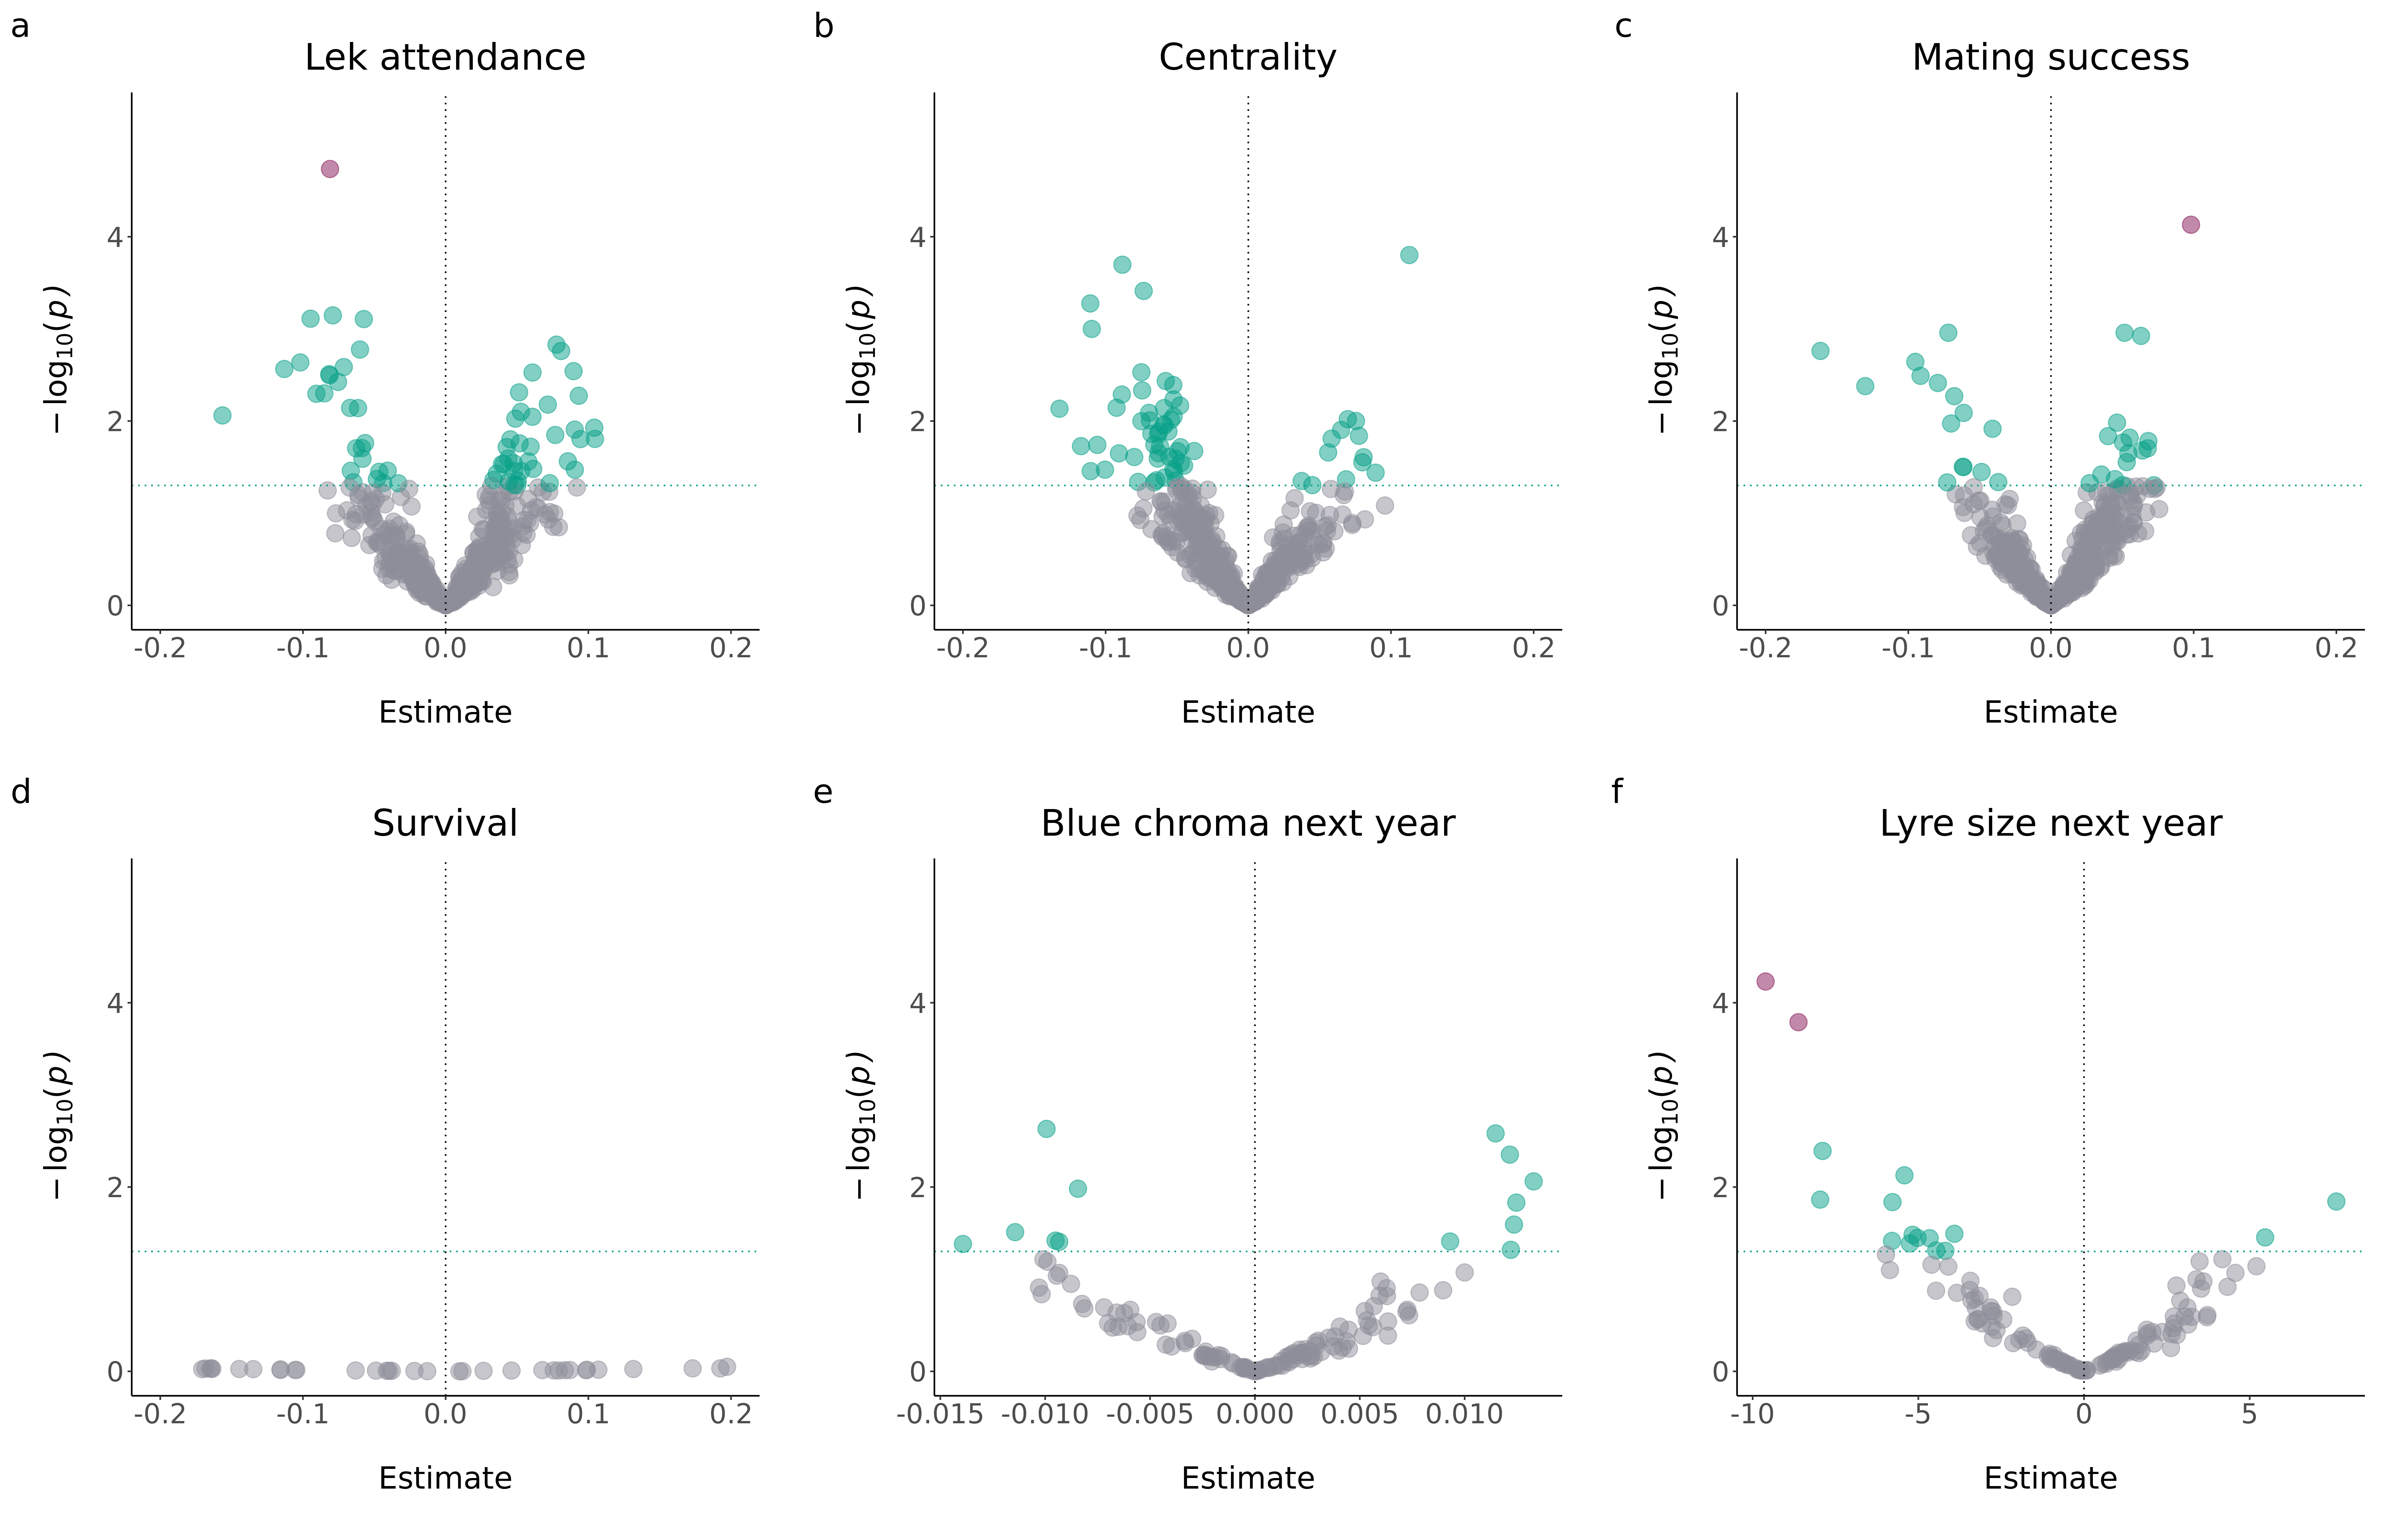 a
b
c
Lek attendance
Centrality
Mating success
4
2
0
− log10(p)
-0.2 -0.1 0.0 0.1 0.2
Estimate
4
2
0
− log10(p)
-0.2 -0.1 0.0 0.1 0.2
Estimate
4
2
0
− log10(p)
-0.2 -0.1 0.0 0.1 0.2
Estimate
d
e
f
Survival
Blue chroma next year
Lyre size next year
4
2
0
− log10(p)
-0.2 -0.1 0.0 0.1 0.2
Estimate
4
2
0
− log10(p)
-0.015 -0.010 -0.005 0.000 0.005 0.010
Estimate
4
2
0
− log10(p)
-10 -5 0 5
Estimate